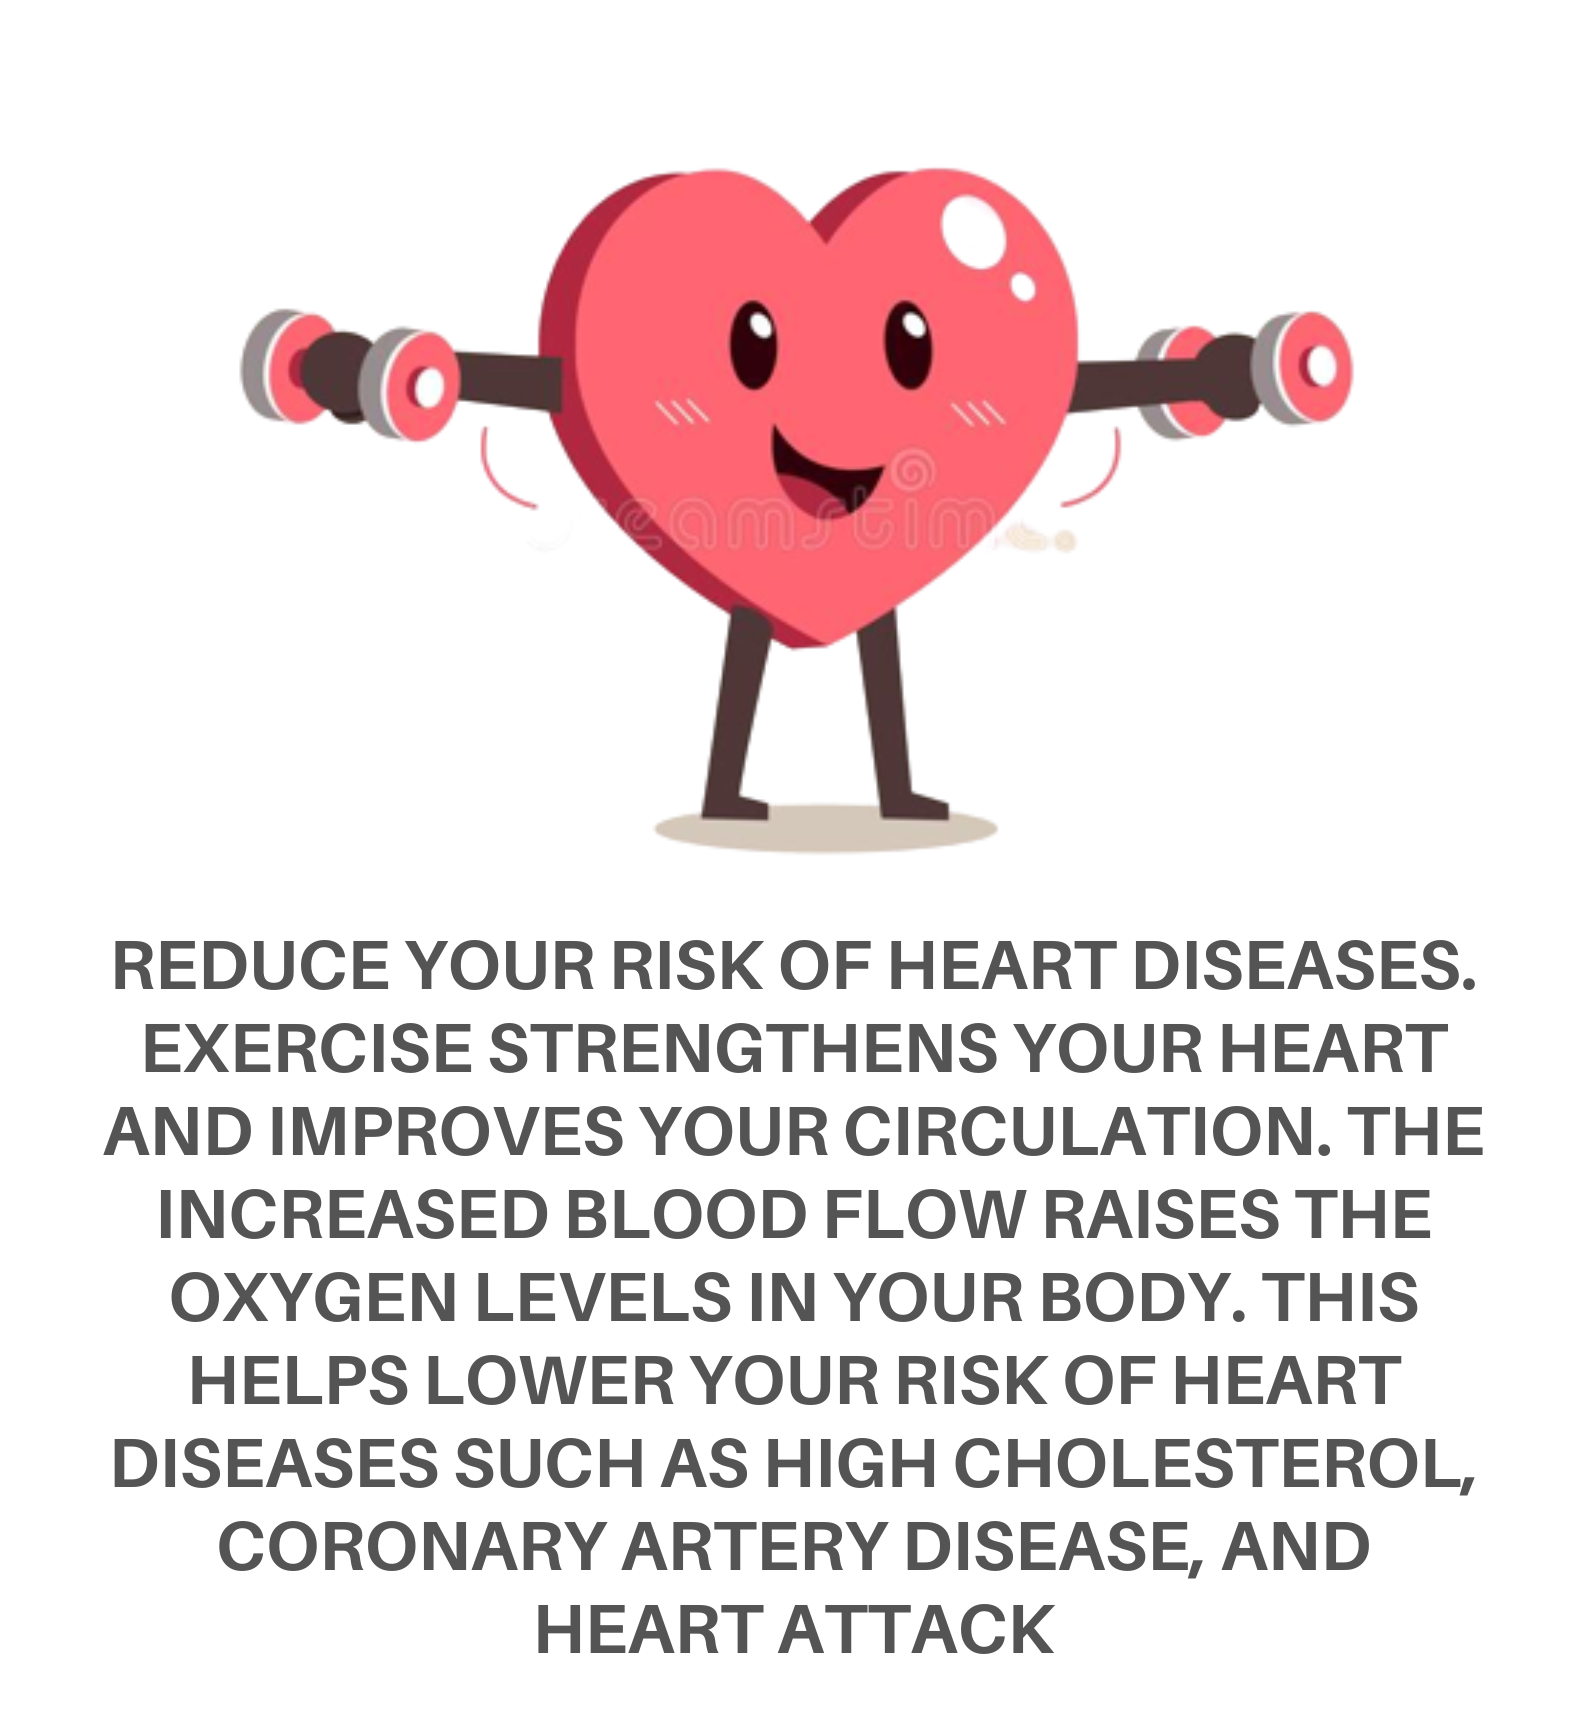 REDUCE YOUR RISK OF HEART DISEASES.
EXERCISE STRENGTHENS YOUR HEART
AND IMPROVES YOUR CIRCULATION. THE
INCREASED BLOOD FLOW RAISES THE
OXYGEN LEVELS IN YOUR BODY. THIS
HELPS LOWER YOUR RISK OF HEART
DISEASES SUCH AS HIGH CHOLESTEROL,
CORONARY ARTERY DISEASE, AND
HEART ATTACK